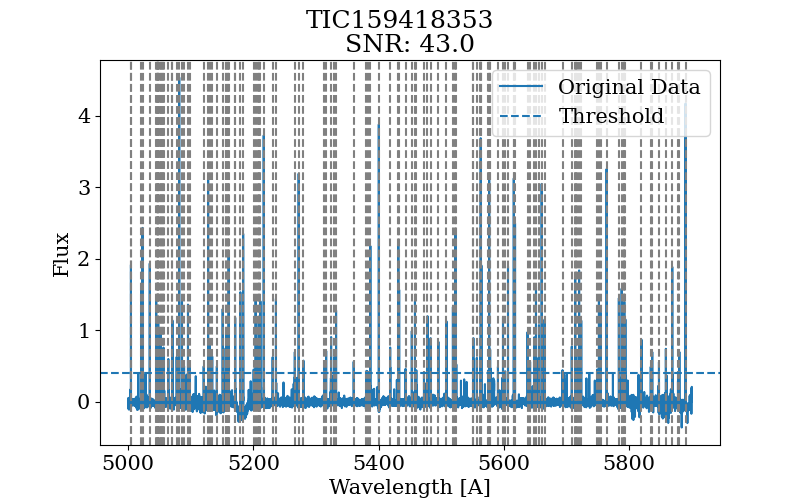 TIC159418353
SNR: 43.0
Original Data
Threshold
4
3
2
1
0
Flux
5000 5200 5400 5600 5800
Wavelength [A]